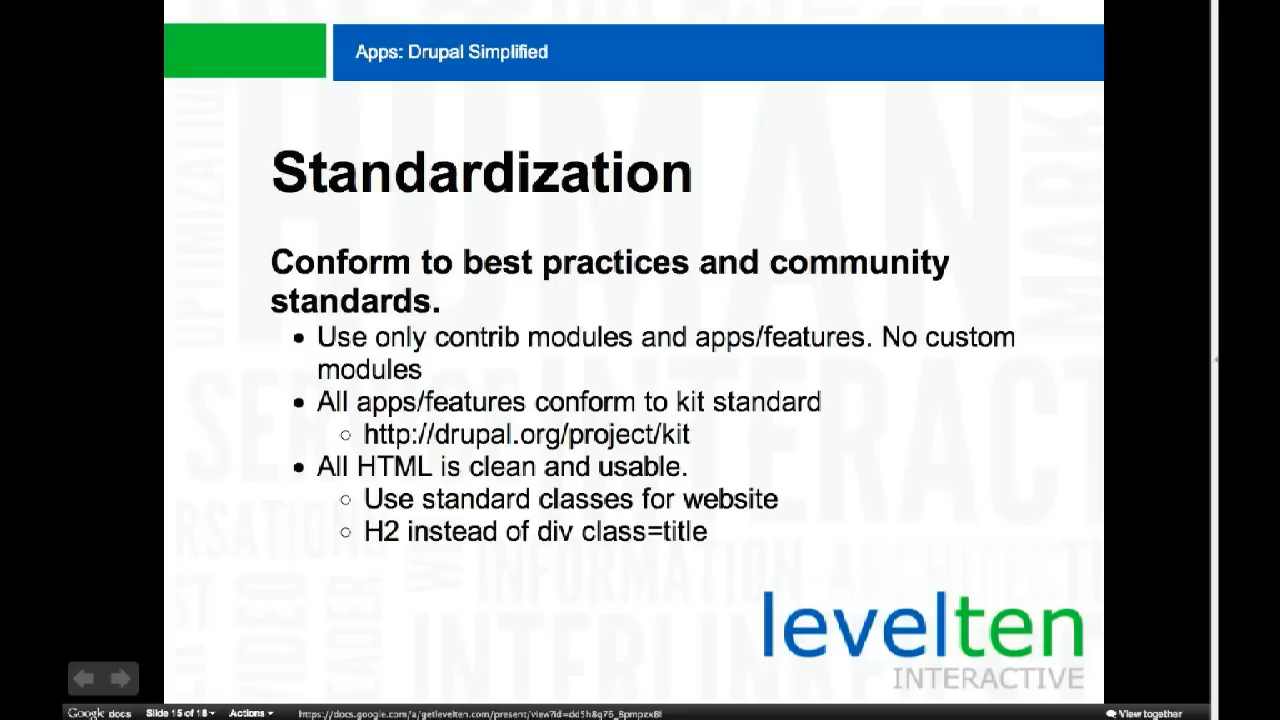 Apps: Drupal Simplified
Standardization
Conform to best practices and community
standards.
Use only contrib modules and apps/features. No custom
modules
All apps/features conform to kit standard
http://drupal.org/project/kit
All HTML is clean and usable.
Use standard classes for website
H2 instead of div class=title
levelten
INTERACTIVE
Google docs Slide 15 of 18 Actions View together